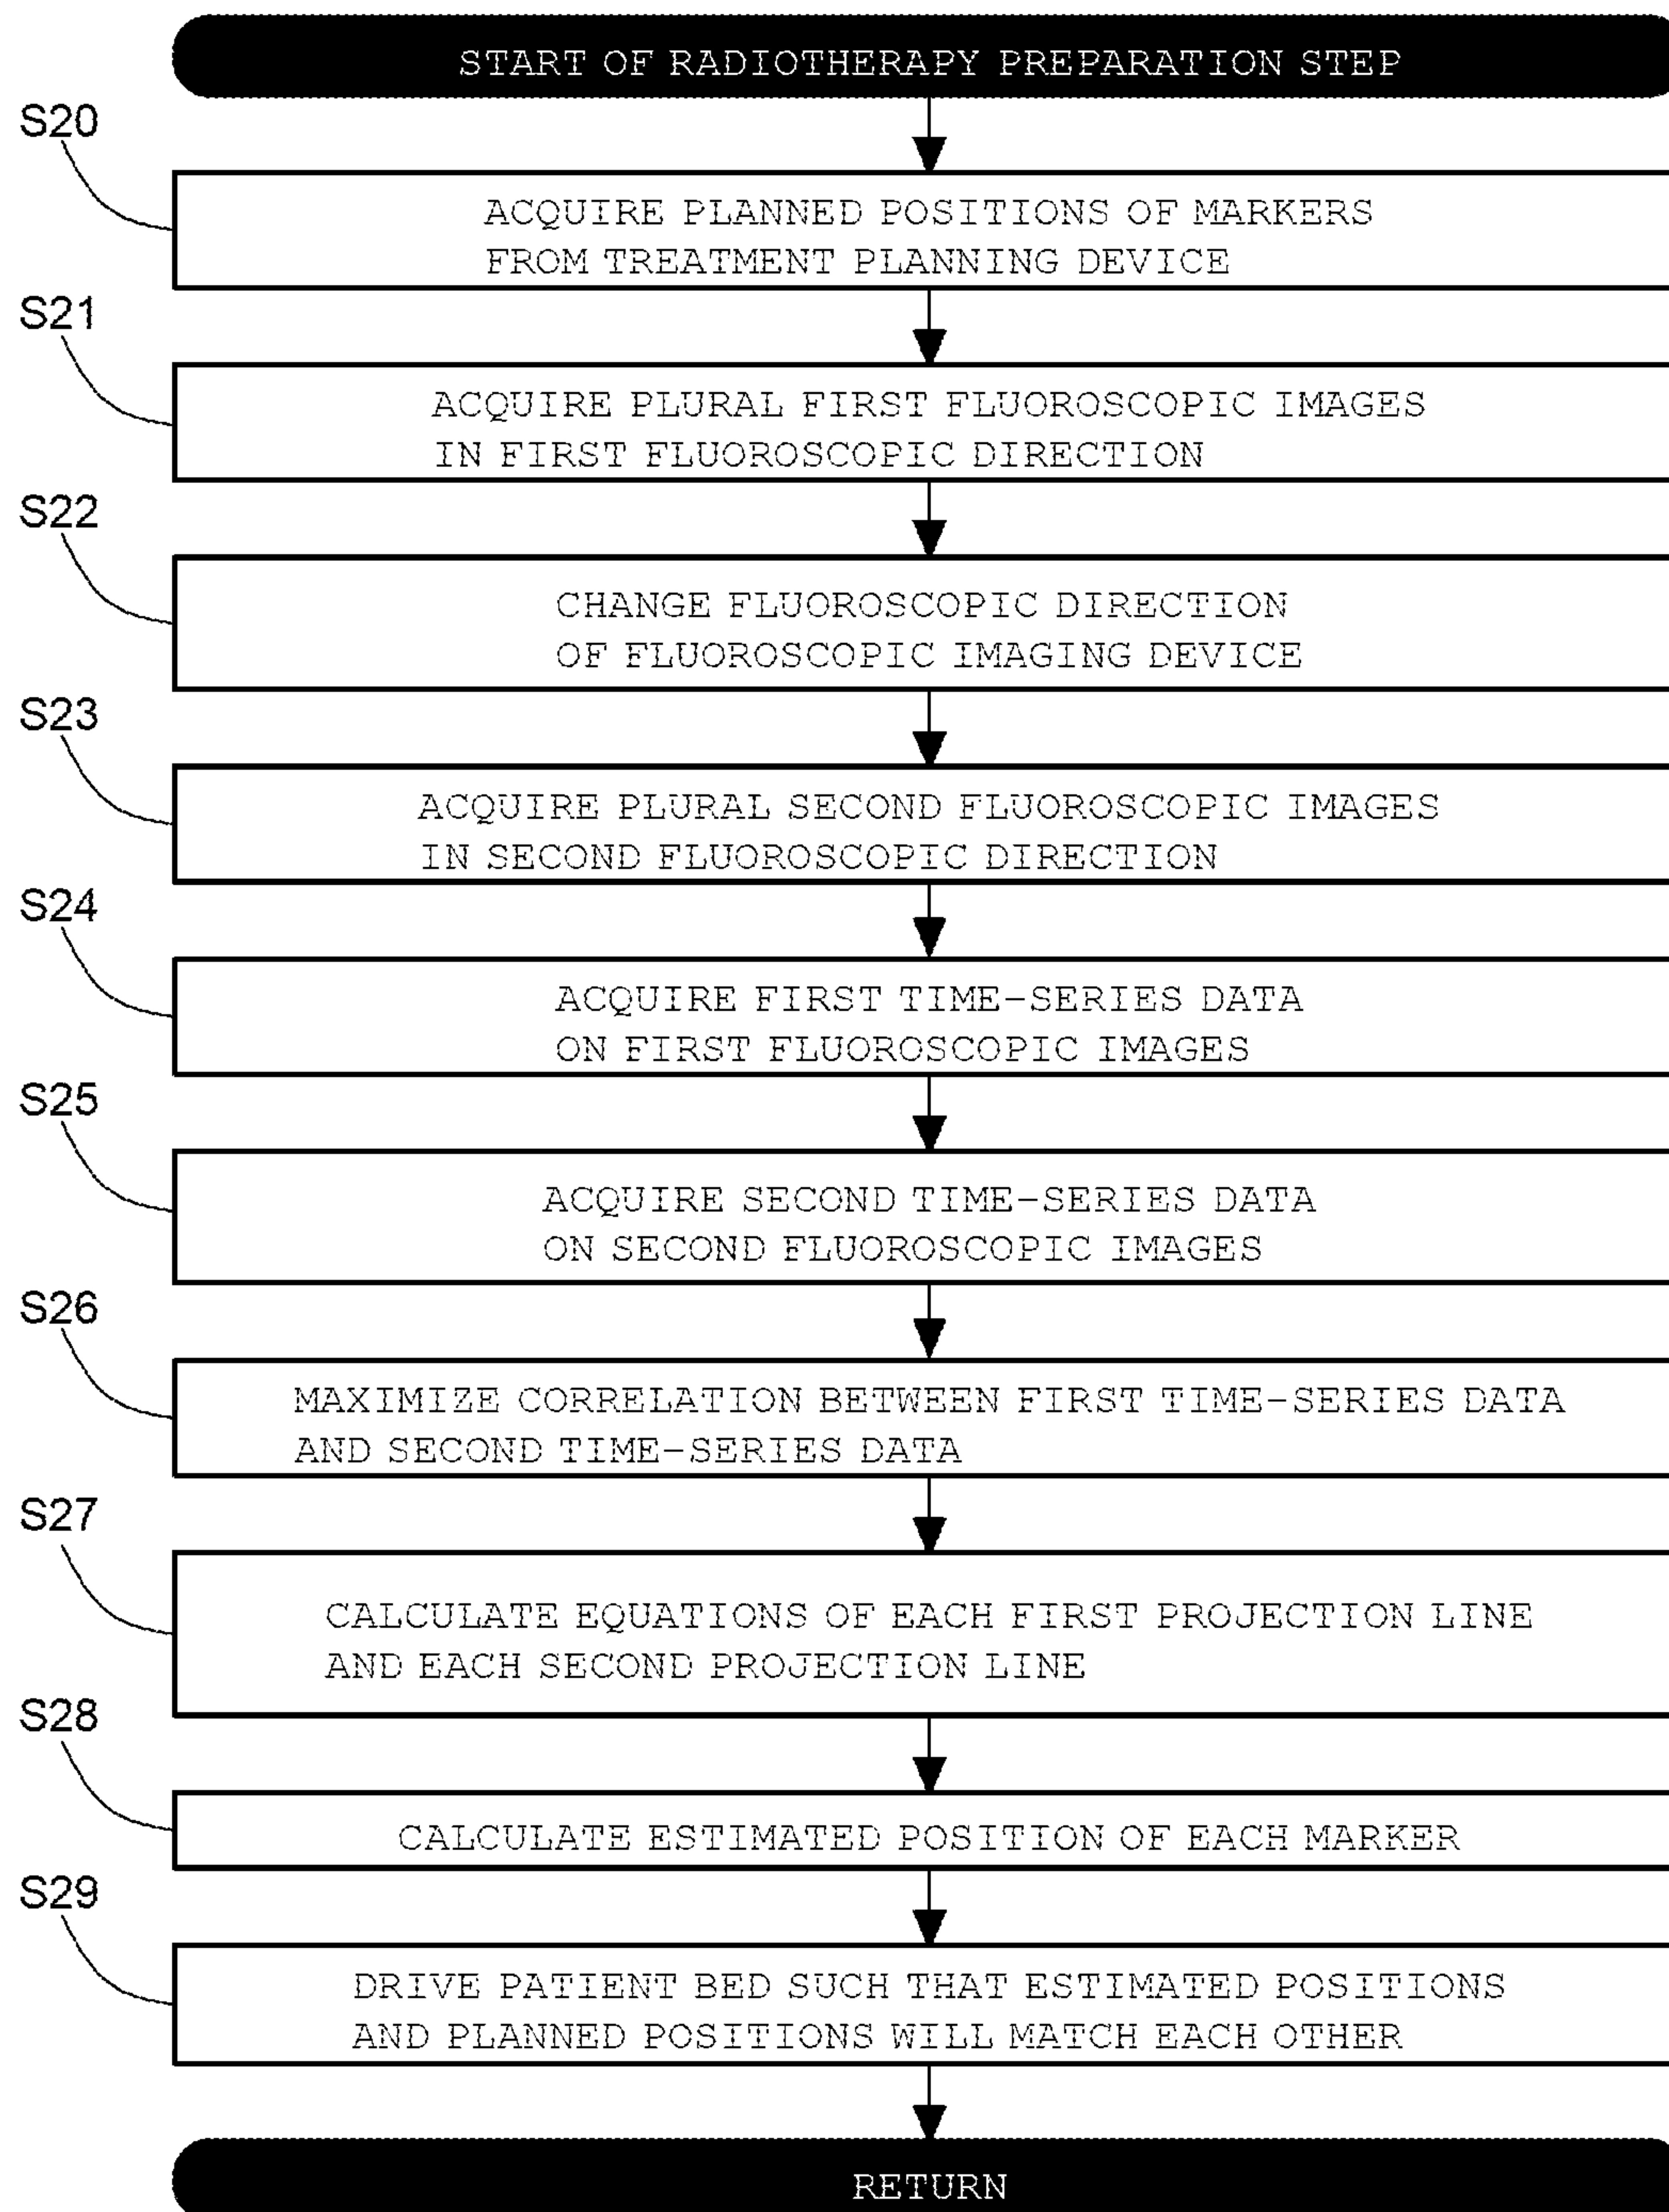 START OF RADIOTHERAPY PREPARATION STEP
S20
ACQUIRE PLANNED POSITIONS OF MARKERS
FROM TREATMENT PLANNING DEVICE
S21
ACQUIRE PLURAL FIRST FLUOROSCOPIC IMAGES
IN FIRST FLUOROSCOPIC DIRECTION
S22
CHANGE FLUOROSCOPIC DIRECTION
OF FLUOROSCOPIC IMAGING DEVICE
S23
ACQUIRE PLURAL SECOND FLUOROSCOPIC IMAGES
IN SECOND FLUOROSCOPIC DIRECTION
S24
ACQUIRE FIRST TIME-SERIES DATA
ON FIRST FLUOROSCOPIC IMAGES
S25
ACQUIRE SECOND TIME-SERIES DATA
ON SECOND FLUOROSCOPIC IMAGES
S26
MAXIMIZE CORRELATION BETWEEN FIRST TIME-SERIES DATA
AND SECOND TIME-SERIES DATA
S27
CALCULATE EQUATIONS OF EACH FIRST PROJECTION LINE
AND EACH SECOND PROJECTION LINE
S28
CALCULATE ESTIMATED POSITION OF EACH MARKER
S29
DRIVE PATIENT BED SUCH THAT ESTIMATED POSITIONS
AND PLANNED POSITIONS WILL MATCH EACH OTHER
RETURN